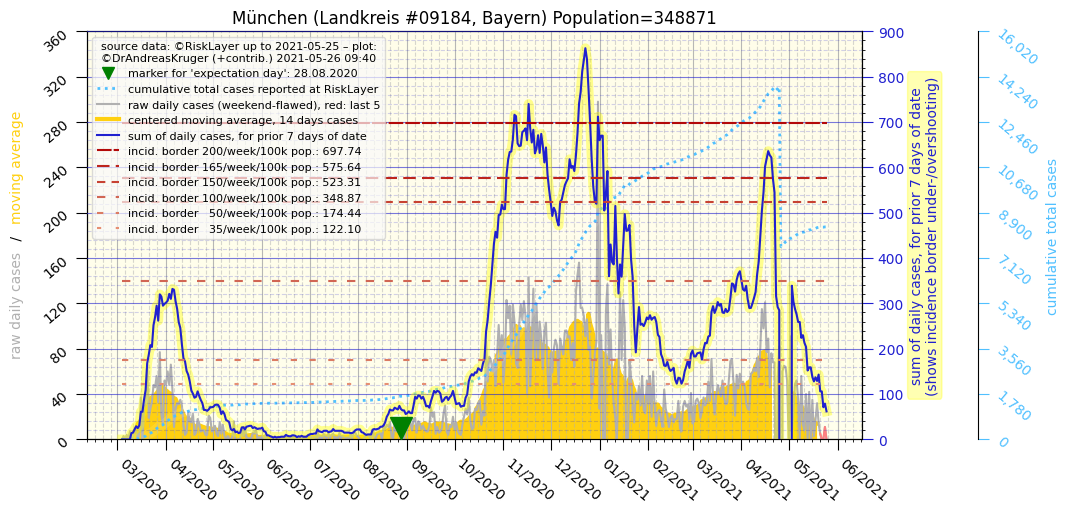 München (Landkreis #09184, Bayern) Population=348871
source data: ©RiskLayer up to 2021-05-25 – plot:
©DrAndreasKruger (+contrib.) 2021-05-26 09:40
marker for 'expectation day': 28.08.2020
cumulative total cases reported at RiskLayer
raw daily cases (weekend-flawed), red: last 5
centered moving average, 14 days cases
sum of daily cases, for prior 7 days of date
incid. border 200/week/100k pop.: 697.74
incid. border 165/week/100k pop.: 575.64
incid. border 150/week/100k pop.: 523.31
incid. border 100/week/100k pop.: 348.87
incid. border 50/week/100k pop.: 174.44
incid. border 35/week/100k pop.: 122.10
raw daily cases / moving average
360
320
280
240
200
160
120
80
40
0
03/2020
04/2020
05/2020
06/2020
07/2020
08/2020
09/2020
10/2020
11/2020
12/2020
01/2021
02/2021
03/2021
04/2021
05/2021
06/2021
900
800
700
600
500
400
300
200
100
0
sum of daily cases, for prior 7 days of date
(shows incidence border under-/overshooting)
16,020
14,240
12,460
10,680
8,900
7,120
5,340
3,560
1,780
0
cumulative total cases